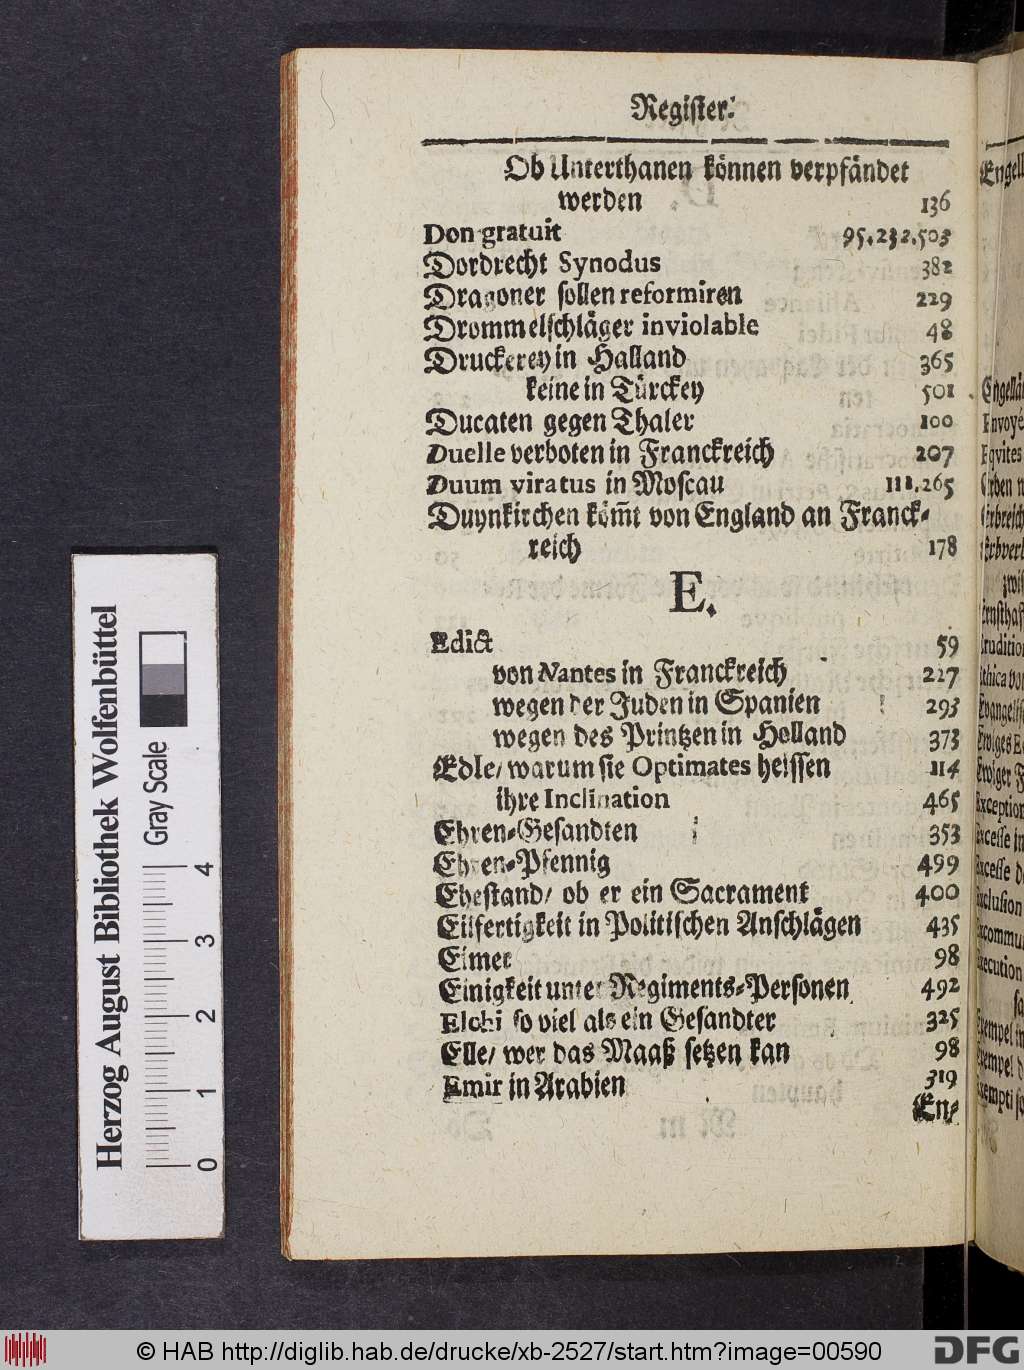 Register.
Ob Unterthanen können verpfändet
werden 136
Don gratuit 95.232.503
Dordrecht Synodus 382
Dragoner sollen reformiren 229
Drommelschläger inviolable 48
Druckerey in Halland 365
keine in Türckey 501
Ducaten gegen Thaler 100
Duelle verboten in Franckreich 207
Duum viratus in Moscau 111.265
Duynkirchen kom̃t von England an Franck-
reich 178
E.
Edict 59
von Nantes in Franckreich 227
wegen der Juden in Spanien 293
wegen des Printzen in Holland 373
Edle/ warum sie Optimates heissen 114
ihre Inclination 465
Ehren-Gesandten 353
Ehren-Pfennig 499
Ehestand/ ob er ein Sacrament 400
Eilfertigkeit in Politischen Anschlägen 435
Eimer 98
Einigkeit unter Regiments-Personen 492
Elchi so viel als ein Gesandter 325
Elle/ wer das Maaß setzen kan 98
Emir in Arabien 319
En-
Herzog August Bibliothek Wolfenbüttel
Gray Scale
0 1 2 3 4
© HAB http://diglib.hab.de/drucke/xb-2527/start.htm?image=00590
DFG